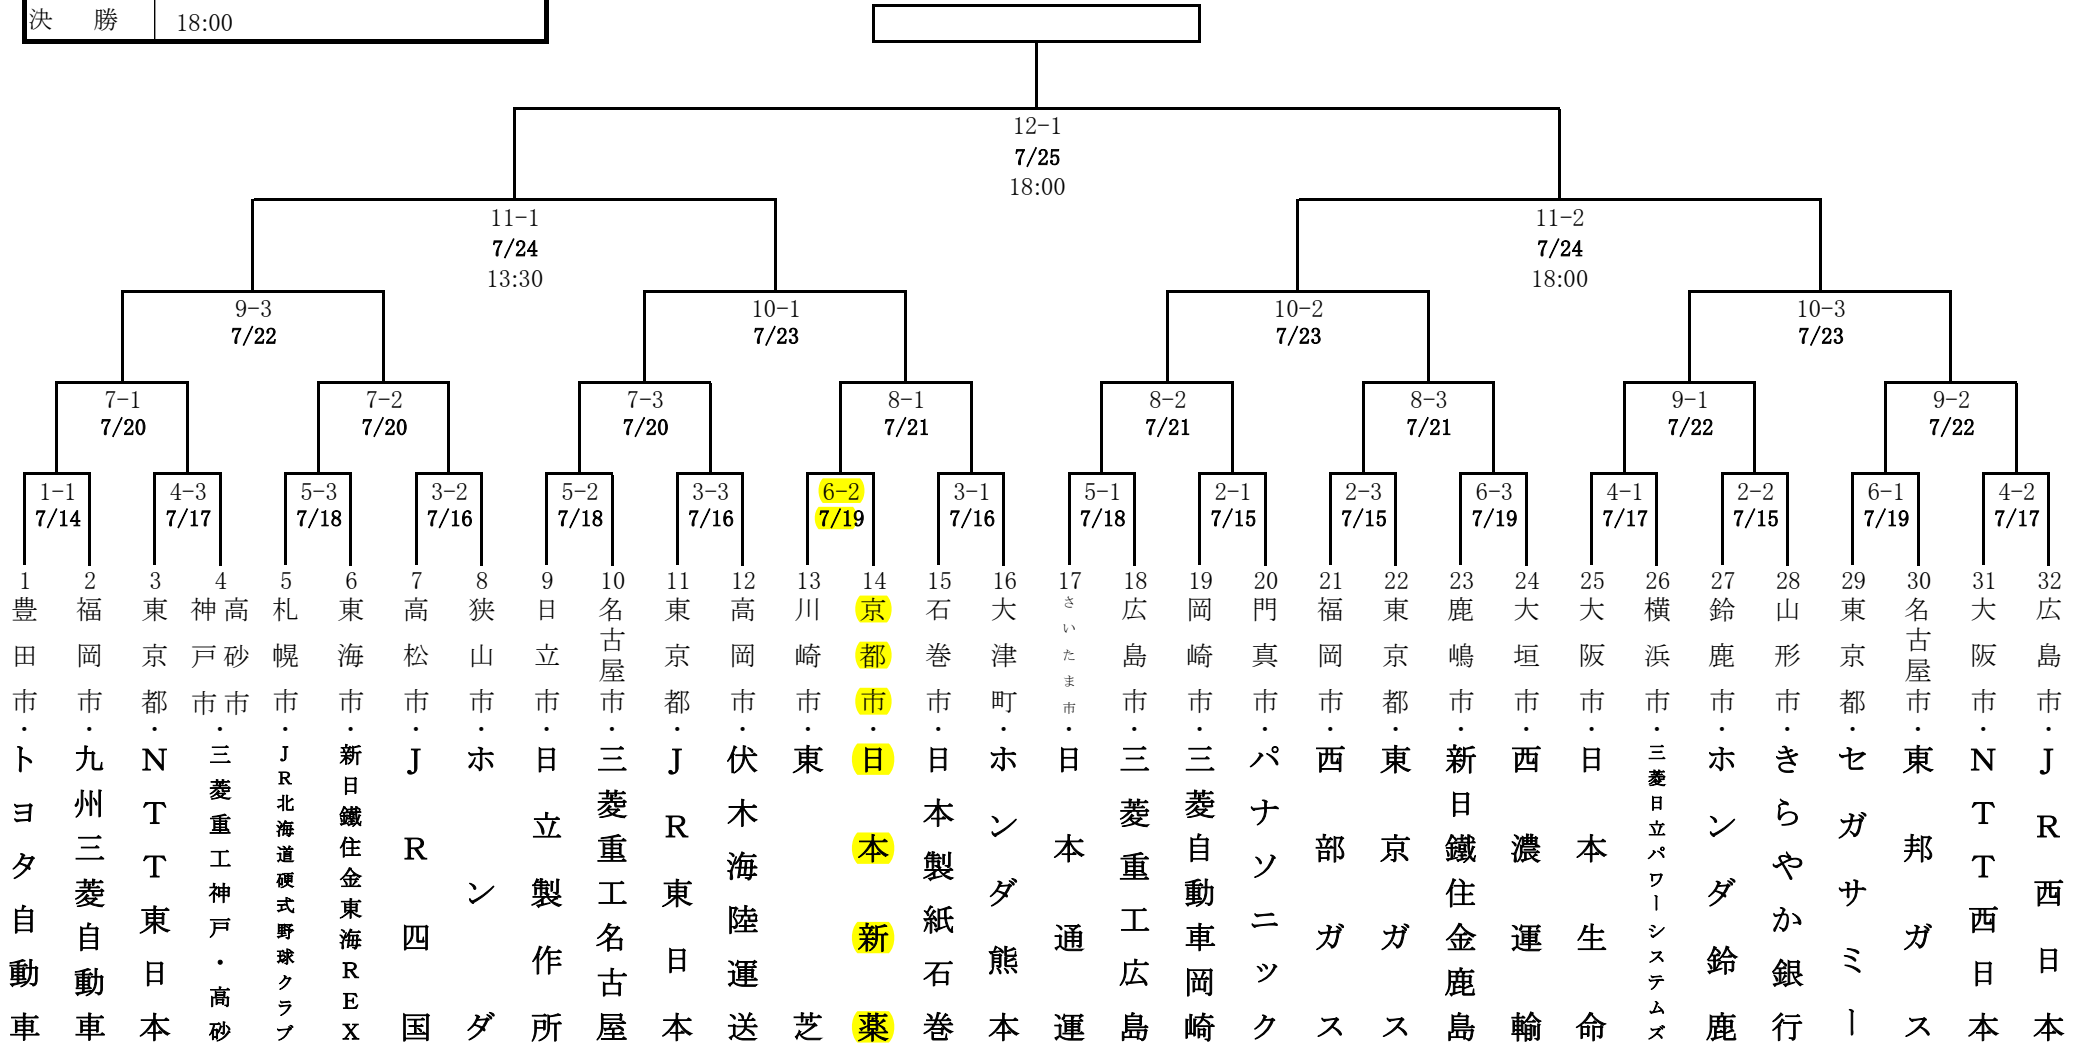 決 勝 18:00
12-1
7/25
18:00
11-1 11-2
7/24 7/24
13:30 18:00
9-3 10-1 10-2 10-3
7/22 7/23 7/23 7/23
7-1 7-2 7-3 8-1 8-2 8-3 9-1 9-2
7/20 7/20 7/20 7/21 7/21 7/21 7/22 7/22
1-1 4-3 5-3 3-2 5-2 3-3 6-2 3-1 5-1 2-1 2-3 6-3 4-1 2-2 6-1 4-2
7/14 7/17 7/18 7/16 7/18 7/16 7/19 7/16 7/18 7/15 7/15 7/19 7/17 7/15 7/19 7/17
1 豊田市・トヨタ自動車
2 福岡市・九州三菱自動車
3 東京都・NTT東日本
4 神戸市 高砂市・三菱重工神戸・高砂
5 札幌市・JR北海道硬式野球クラブ
6 東海市・新日鐵住金東海REX
7 高松市・JR四国
8 狭山市・ホンダ
9 日立市・日立製作所
10 名古屋市・三菱重工名古屋
11 東京都・JR東日本
12 高岡市・伏木海陸運送
13 川崎市・東芝
14 京都市・日本新薬
15 石巻市・日本製紙石巻
16 大津町・ホンダ熊本
17 さいたま市・日本通運
18 広島市・三菱重工広島
19 岡崎市・三菱自動車岡崎
20 門真市・パナソニック
21 福岡市・西部ガス
22 東京都・東京ガス
23 鹿嶋市・新日鐵住金鹿島
24 大垣市・西濃運輸
25 大阪市・日本生命
26 横浜市・三菱日立パワーシステムズ
27 鈴鹿市・ホンダ鈴鹿
28 山形市・きらやか銀行
29 東京都・セガサミー
30 名古屋市・東邦ガス
31 大阪市・NTT西日本
32 広島市・JR西日本